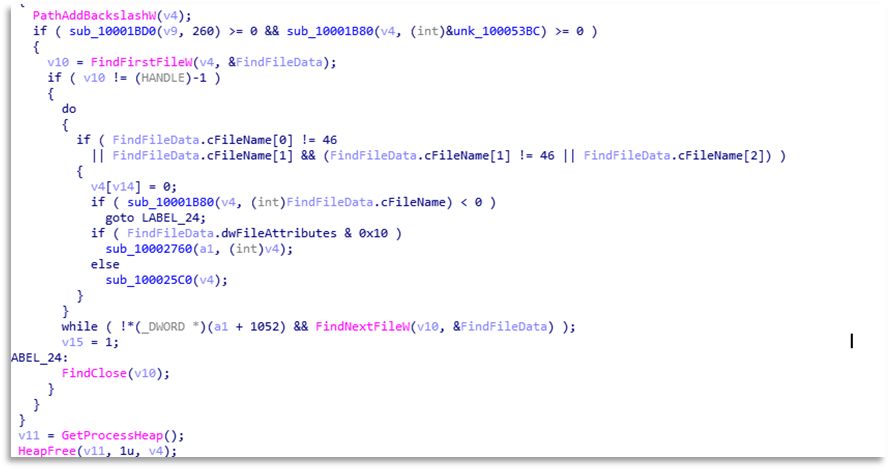 {
PathAddBackslashW(v4);
if ( sub_10001BD0(v9, 260) >= 0 && sub_10001B80(v4, (int)&unk_100053BC) >= 0 )
{
v10 = FindFirstFileW(v4, &FindFileData);
if ( v10 != (HANDLE)-1 )
{
do
{
if ( FindFileData.cFileName[0] != 46
|| FindFileData.cFileName[1] && (FindFileData.cFileName[1] != 46 || FindFileData.cFileName[2]) )
{
v4[v14] = 0;
if ( sub_10001B80(v4, (int)FindFileData.cFileName) < 0 )
goto LABEL_24;
if ( FindFileData.dwFileAttributes & 0x10 )
sub_10002760(a1, (int)v4);
else
sub_100025C0(v4);
}
}
while ( !*(_DWORD *)(a1 + 1052) && FindNextFileW(v10, &FindFileData) );
v15 = 1;
ABEL_24:
FindClose(v10);
}
}
}
v11 = GetProcessHeap();
HeapFree(v11, 1u, v4);